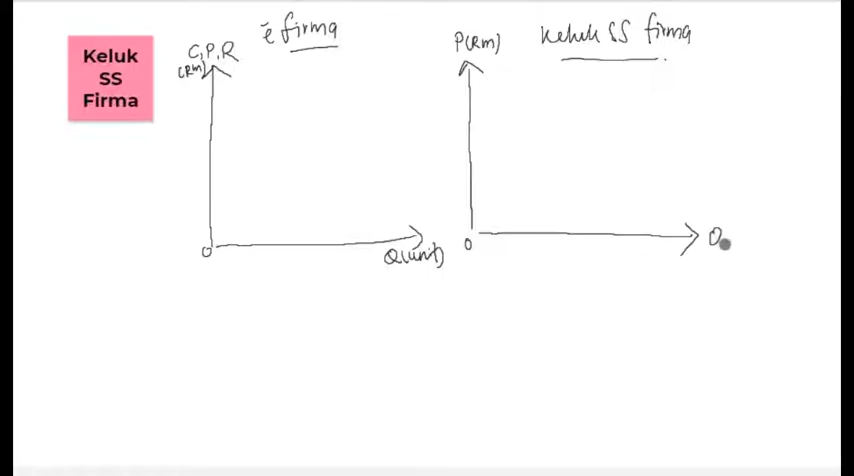 Keluk
SS
Firma
C,P,R
(RM)
ē firma
0
Q(unit)
P(RM)
Keluk SS firma
0